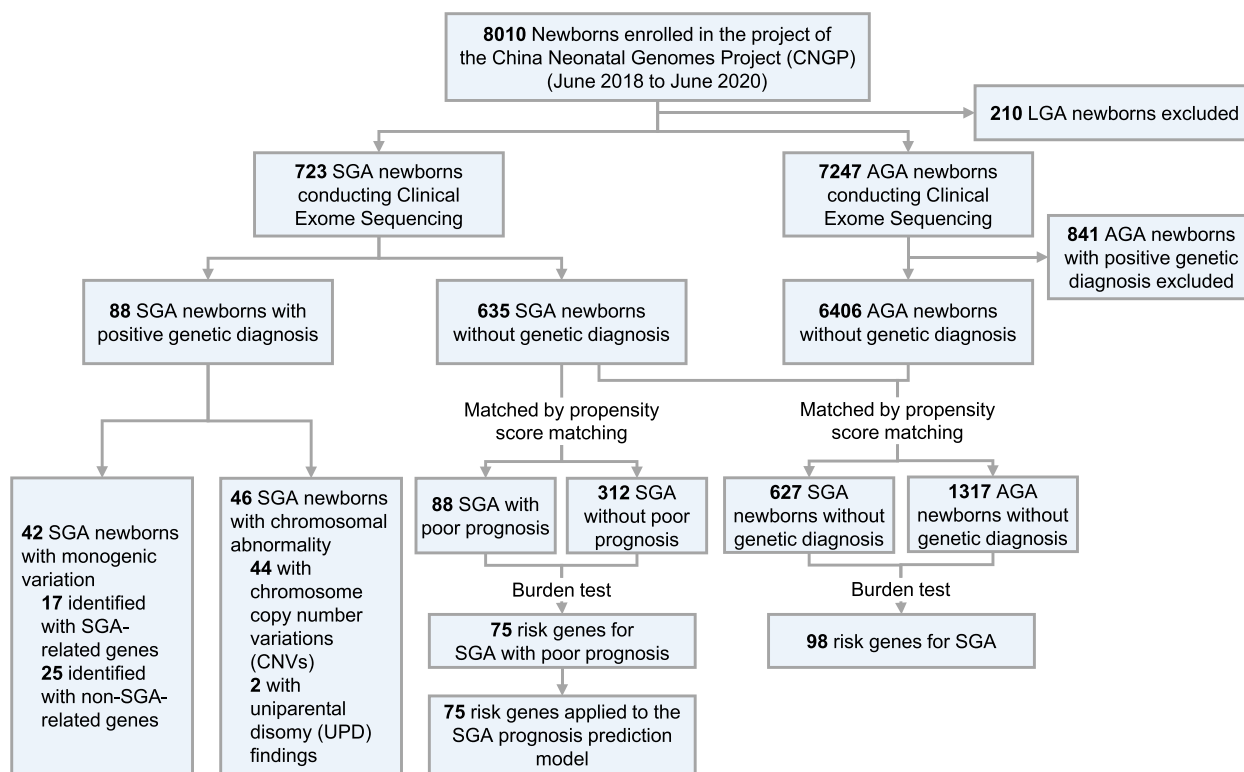 8010 Newborns enrolled in the project of
the China Neonatal Genomes Project (CNGP)
(June 2018 to June 2020)
210 LGA newborns excluded
723 SGA newborns
conducting Clinical
Exome Sequencing
7247 AGA newborns
conducting Clinical
Exome Sequencing
841 AGA newborns
with positive genetic
diagnosis excluded
88 SGA newborns with
positive genetic diagnosis
635 SGA newborns
without genetic diagnosis
6406 AGA newborns
without genetic diagnosis
Matched by propensity
score matching
Matched by propensity
score matching
42 SGA newborns
with monogenic
variation
17 identified
with SGA-
related genes
25 identified
with non-SGA-
related genes
46 SGA newborns
with chromosomal
abnormality
44 with
chromosome
copy number
variations
(CNVs)
2 with
uniparental
disomy (UPD)
findings
88 SGA with
poor prognosis
312 SGA
without poor
prognosis
627 SGA
newborns without
genetic diagnosis
1317 AGA
newborns without
genetic diagnosis
Burden test
Burden test
75 risk genes for
SGA with poor prognosis
98 risk genes for SGA
75 risk genes applied to the
SGA prognosis prediction
model